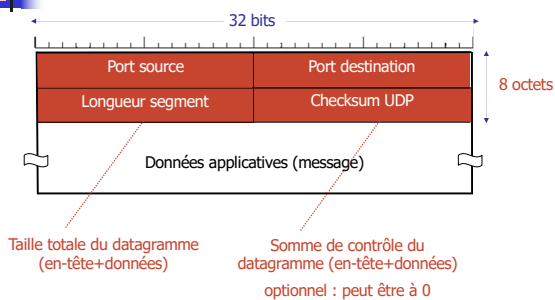 32 bits
Port source
Port destination
8 octets
Longueur segment
Checksum UDP
Données applicatives (message)
Taille totale du datagramme
(en-tête+données)
Somme de contrôle du
datagramme (en-tête+données)
optionnel : peut être à 0